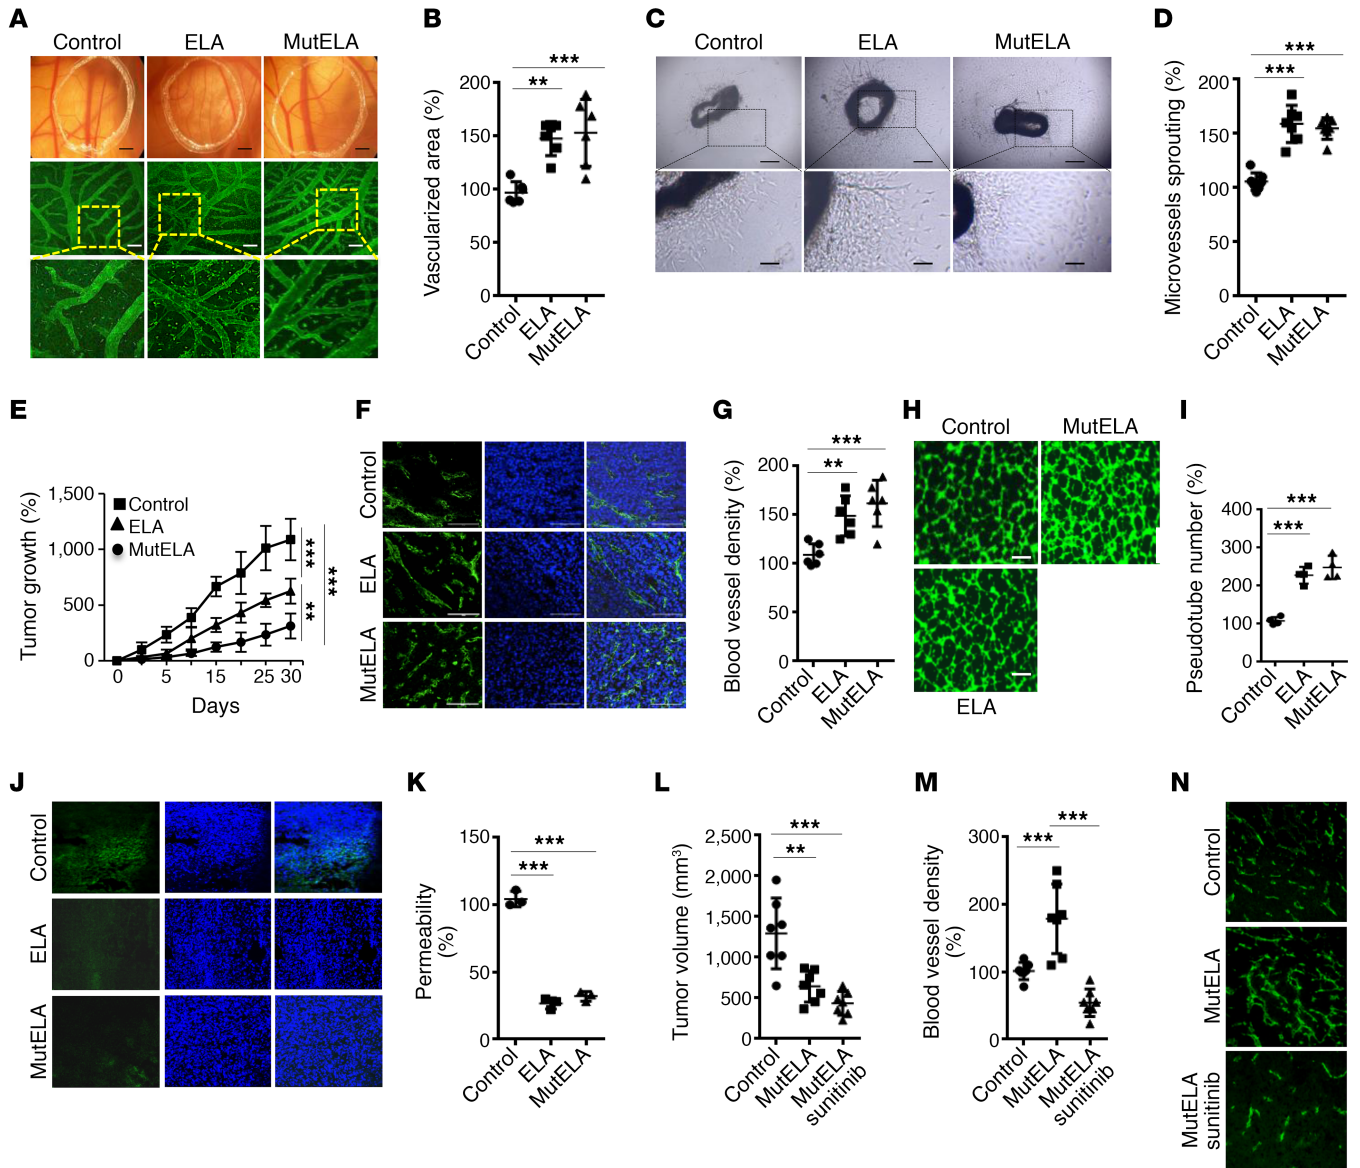 A
Control
ELA
MutELA
B
Vascularized area (%)
200
150
100
50
0
**
***
Control
ELA
MutELA
C
Control
ELA
MutELA
D
Microvessels sprouting (%)
200
150
100
50
0
***
***
Control
ELA
MutELA
E
Tumor growth (%)
1,500
1,000
500
0
Control
ELA
MutELA
***
**
***
0
5
15
25
30
Days
F
Control
ELA
MutELA
G
Blood vessel density (%)
200
150
100
50
0
**
***
Control
ELA
MutELA
H
Control
MutELA
ELA
I
Pseudotube number (%)
400
300
200
100
0
***
***
Control
ELA
MutELA
J
Control
ELA
MutELA
K
Permeability
(%)
150
100
50
0
***
***
Control
ELA
MutELA
L
Tumor volume (mm³)
2,500
2,000
1,500
1,000
500
0
***
**
Control
MutELA
MutELA
sunitinib
M
Blood vessel density
(%)
300
200
100
0
***
***
Control
MutELA
MutELA
sunitinib
N
Control
MutELA
MutELA
sunitinib